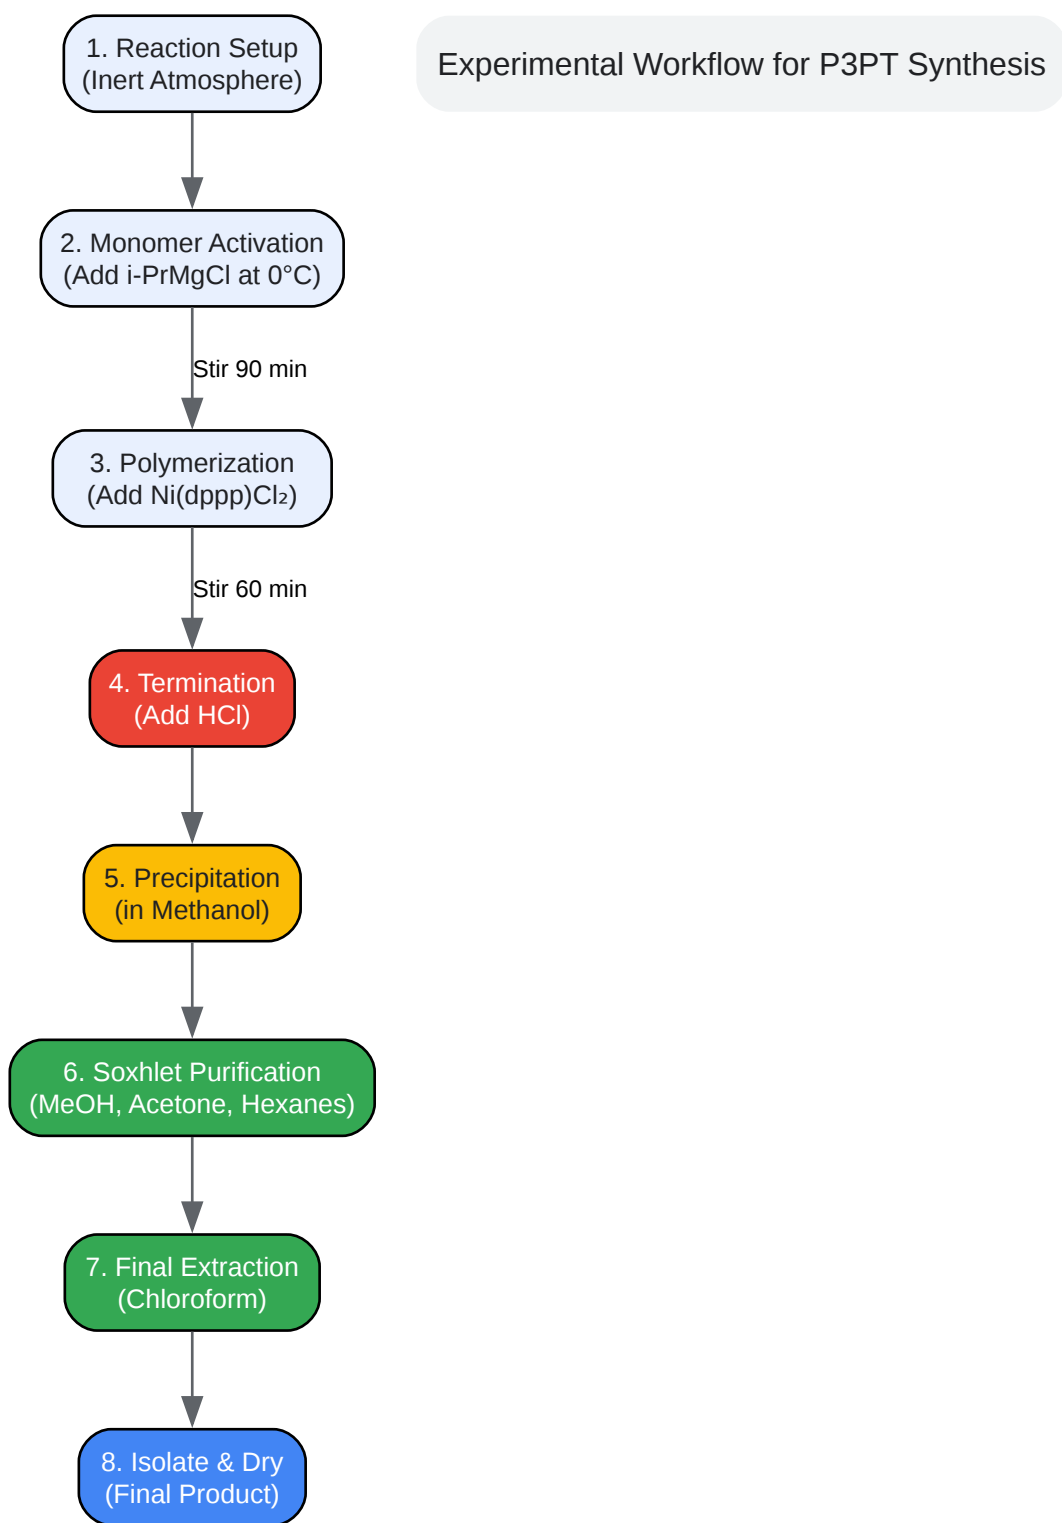 1. Reaction Setup
(Inert Atmosphere)
Experimental Workflow for P3PT Synthesis
2. Monomer Activation
(Add i-PrMgCl at 0°C)
Stir 90 min
3. Polymerization
(Add Ni(dppp)Cl₂)
Stir 60 min
4. Termination
(Add HCl)
5. Precipitation
(in Methanol)
6. Soxhlet Purification
(MeOH, Acetone, Hexanes)
7. Final Extraction
(Chloroform)
8. Isolate & Dry
(Final Product)